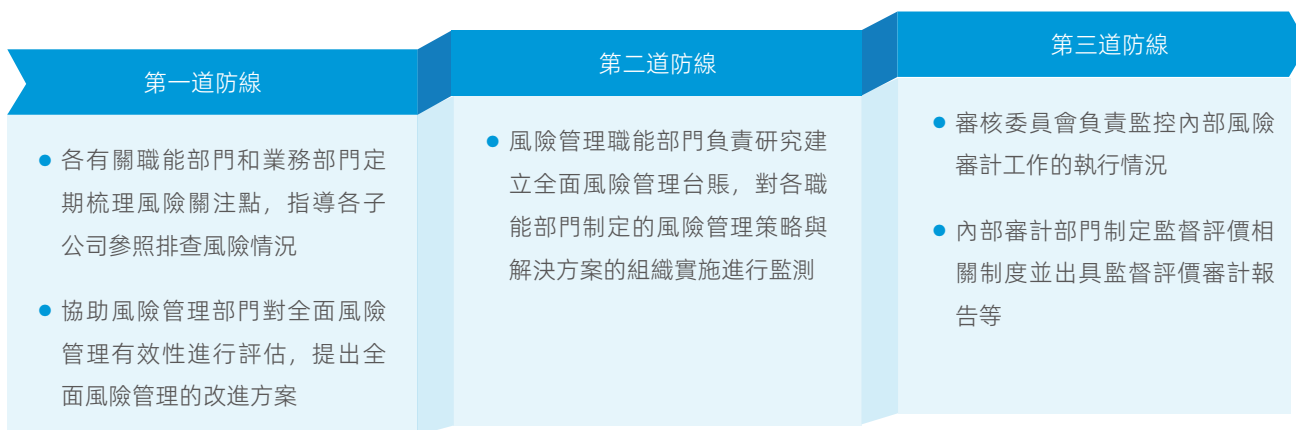 第一道防線
各有關職能部門和業務部門定
期梳理風險關注點，指導各子
公司參照排查風險情況
協助風險管理部門對全面風險
管理有效性進行評估，提出全
面風險管理的改進方案
第二道防線
風險管理職能部門負責研究建
立全面風險管理台賬，對各職
能部門制定的風險管理策略與
解決方案的組織實施進行監測
第三道防線
審核委員會負責監控內部風險
審計工作的執行情況
內部審計部門制定監督評價相
關制度並出具監督評價審計報
告等